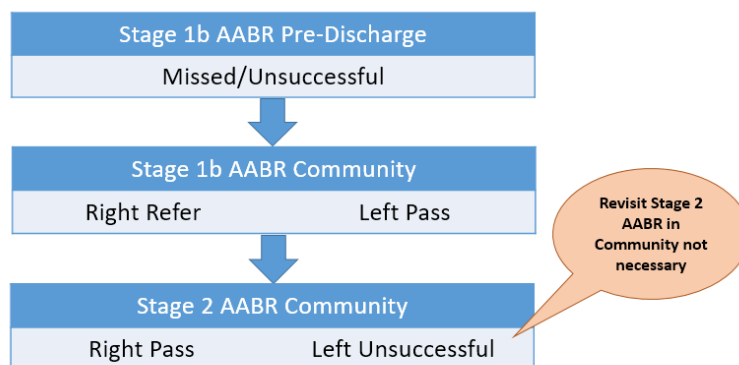 Stage 1b AABR Pre-Discharge
Missed/Unsuccessful
Stage 1b AABR Community
Right Refer Left Pass
Revisit Stage 2
AABR in
Community not
necessary
Stage 2 AABR Community
Right Pass Left Unsuccessful